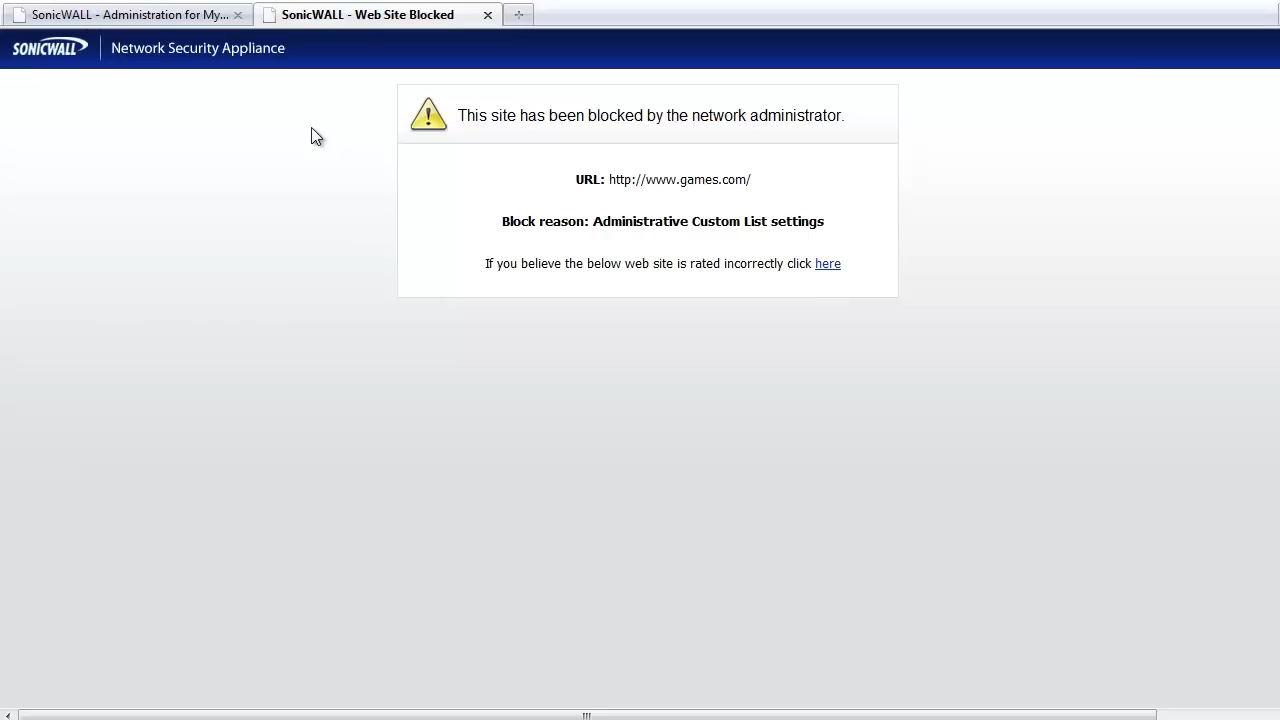 SonicWALL - Administration for My...
SonicWALL - Web Site Blocked
SONICWALL
Network Security Appliance
This site has been blocked by the network administrator.
URL: http://www.games.com/
Block reason: Administrative Custom List settings
If you believe the below web site is rated incorrectly click here